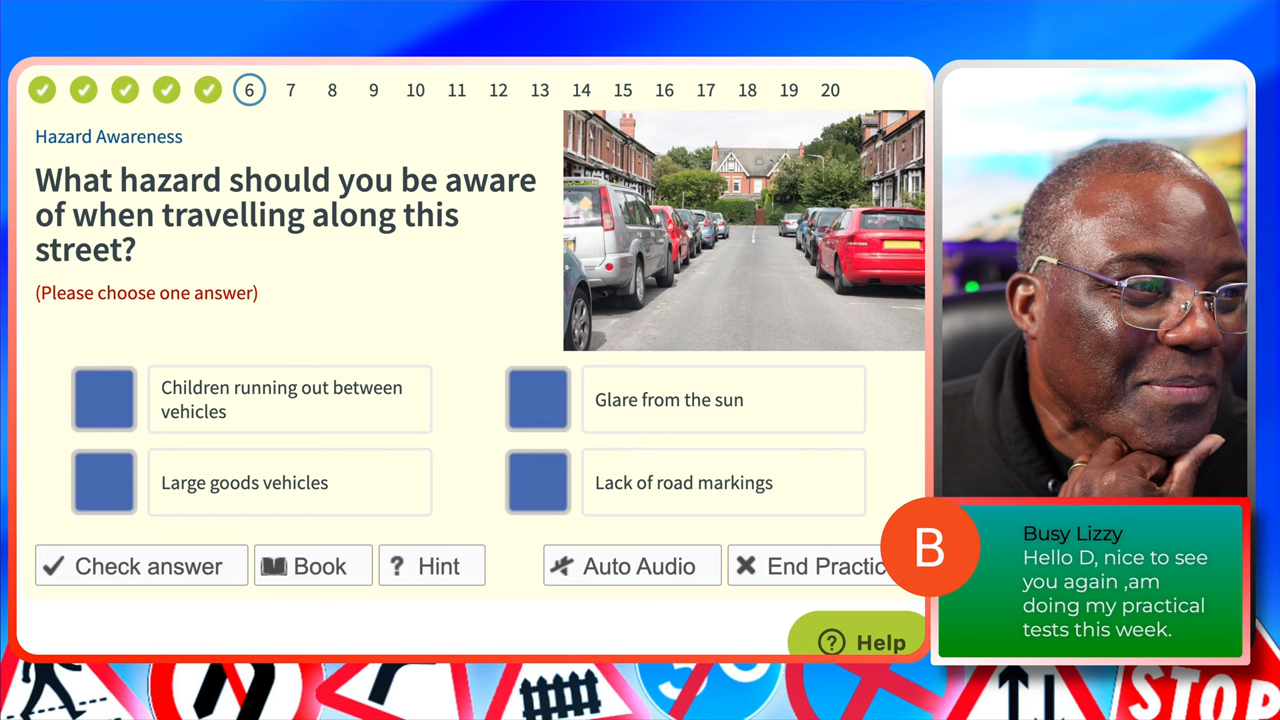 6 7 8 9 10 11 12 13 14 15 16 17 18 19 20
Hazard Awareness
What hazard should you be aware
of when travelling along this
street?
(Please choose one answer)
Children running out between
vehicles
Glare from the sun
Large goods vehicles
Lack of road markings
Check answer
Book
? Hint
Auto Audio
End Practic
? Help
B
Busy Lizzy
Hello D, nice to see
you again ,am
doing my practical
tests this week.
STOP